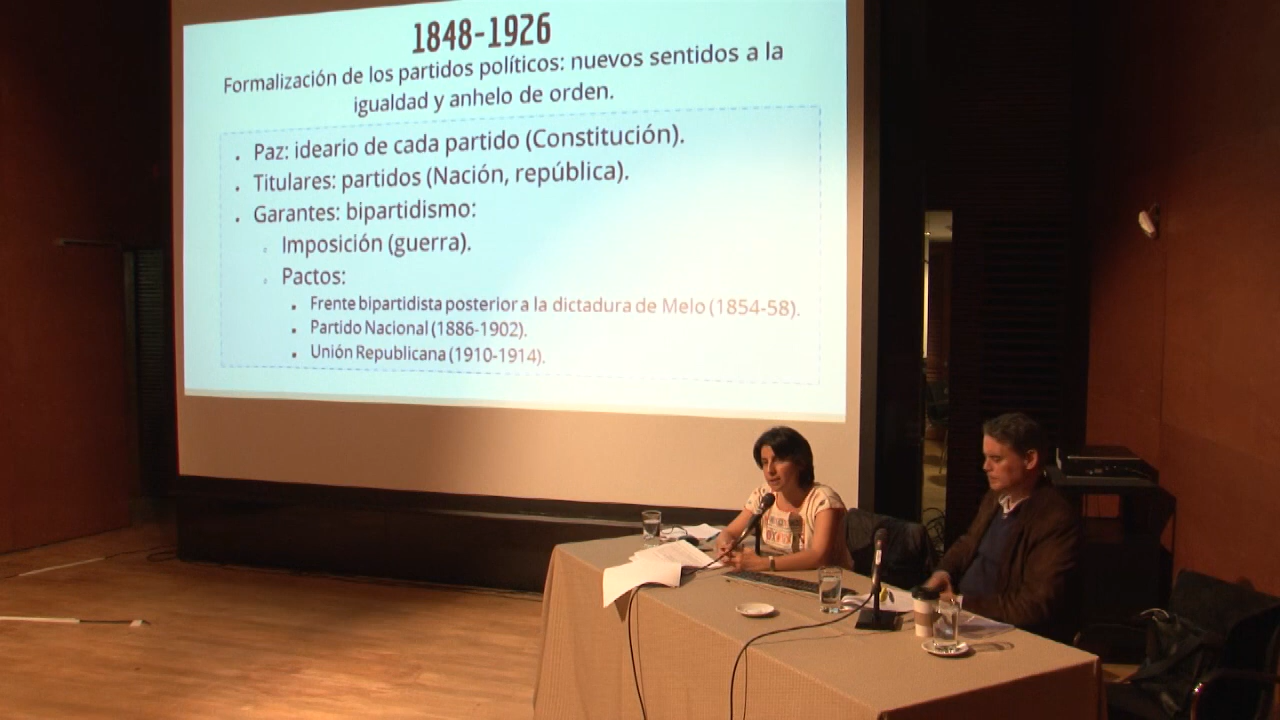 1848-1926
Formalización de los partidos políticos: nuevos sentidos a la
igualdad y anhelo de orden.
• Paz: ideario de cada partido (Constitución).
• Titulares: partidos (Nación, república).
• Garantes: bipartidismo:
Imposición (guerra).
Pactos:
• Frente bipartidista posterior a la dictadura de Melo (1854-58).
• Partido Nacional (1886-1902).
• Unión Republicana (1910-1914).